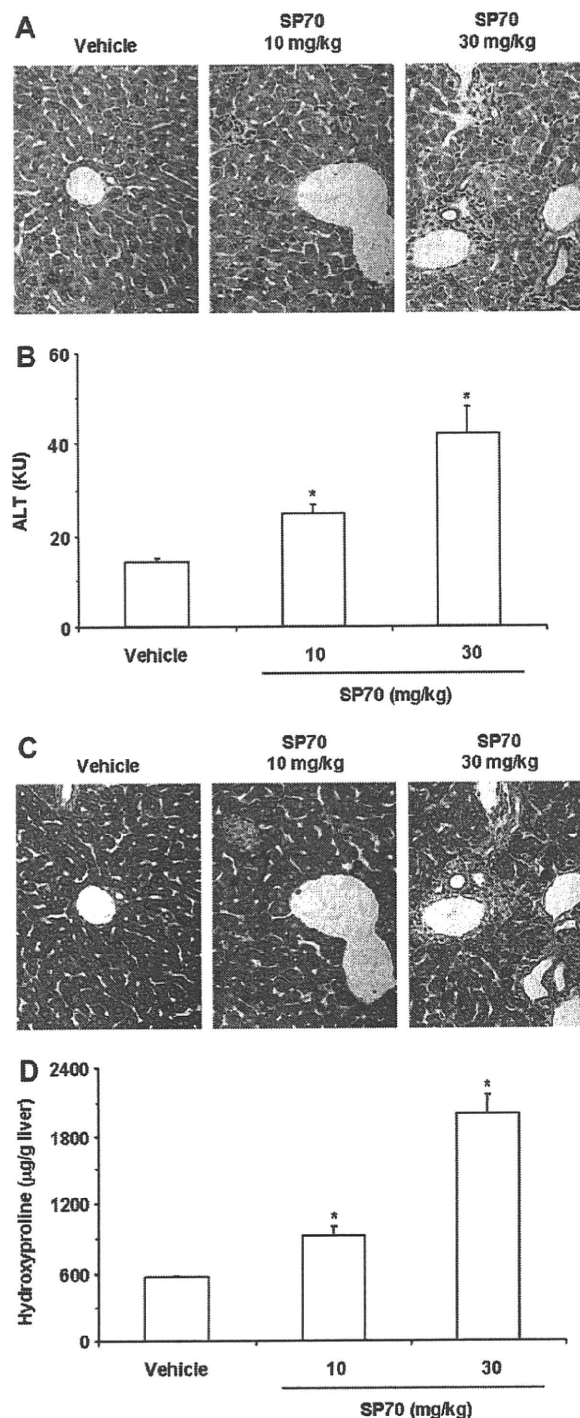 A
Vehicle
SP70
10 mg/kg
SP70
30 mg/kg
B
60
40
20
0
ALT (KU)
*
*
Vehicle
10
30
SP70 (mg/kg)
C
Vehicle
SP70
10 mg/kg
SP70
30 mg/kg
D
2400
1800
1200
600
0
Hydroxyproline (µg/g liver)
*
*
Vehicle
10
30
SP70 (mg/kg)